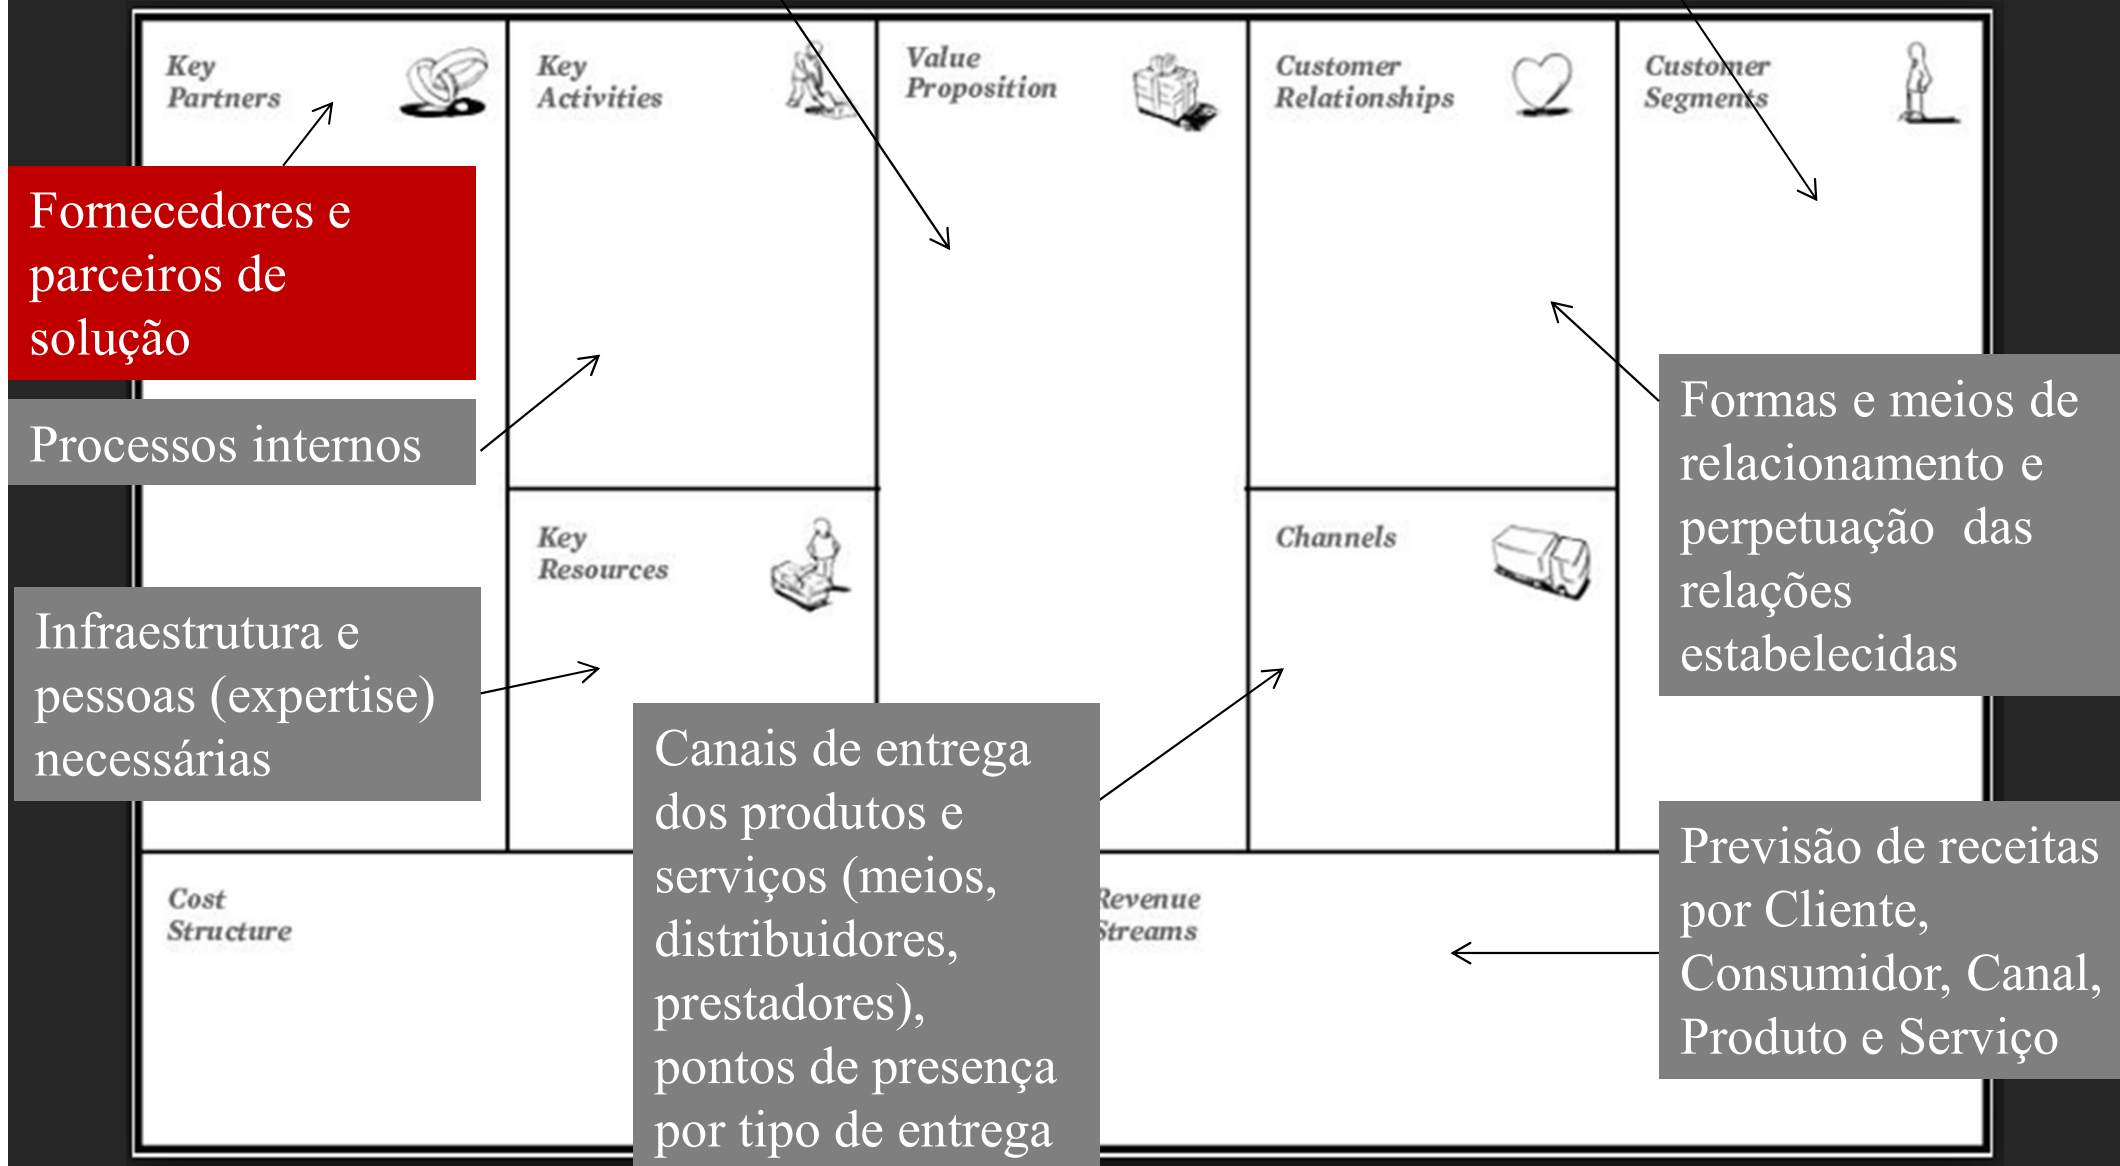 Key
Partners
Key
Activities
Value
Proposition
Customer
Relationships
Customer
Segments
Fornecedores e
parceiros de
solução
Processos internos
Formas e meios de
relacionamento e
perpetuação  das
relações
estabelecidas
Key
Resources
Channels
Infraestrutura e
pessoas (expertise)
necessárias
Canais de entrega
dos produtos e
serviços (meios,
distribuidores,
prestadores),
pontos de presença
por tipo de entrega
Previsão de receitas
por Cliente,
Consumidor, Canal,
Produto e Serviço
Cost
Structure
Revenue
Streams